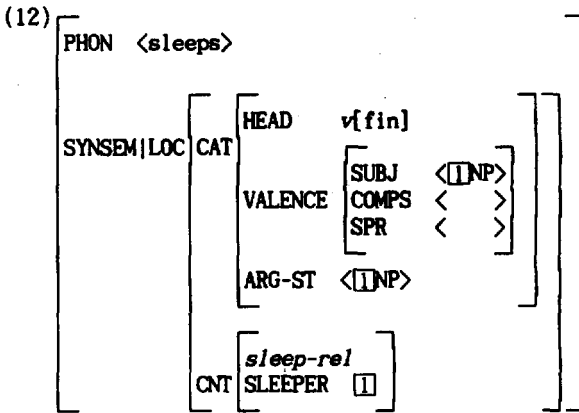 (12)
PHON <sleeps>
HEAD v[fin]
SYNSEM|LOC CAT
SUBJ <[1]NP>
VALENCE COMPS < >
SPR < >
ARG-ST <[1]NP>
sleep-rel
CNT SLEEPER [1]